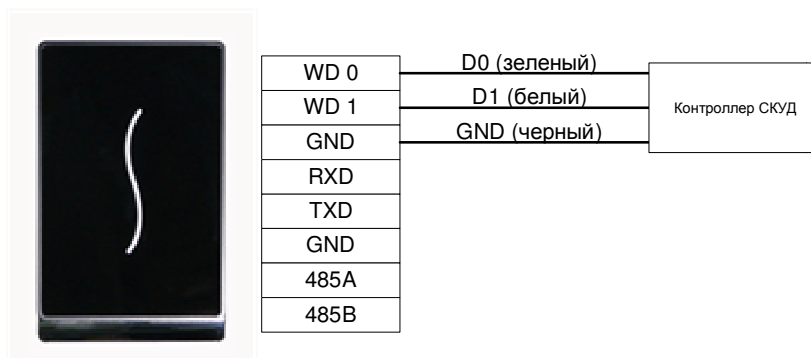 WD 0
D0 (зеленый)
WD 1
D1 (белый)
Контроллер СКУД
GND
GND (черный)
RXD
TXD
GND
485A
485B